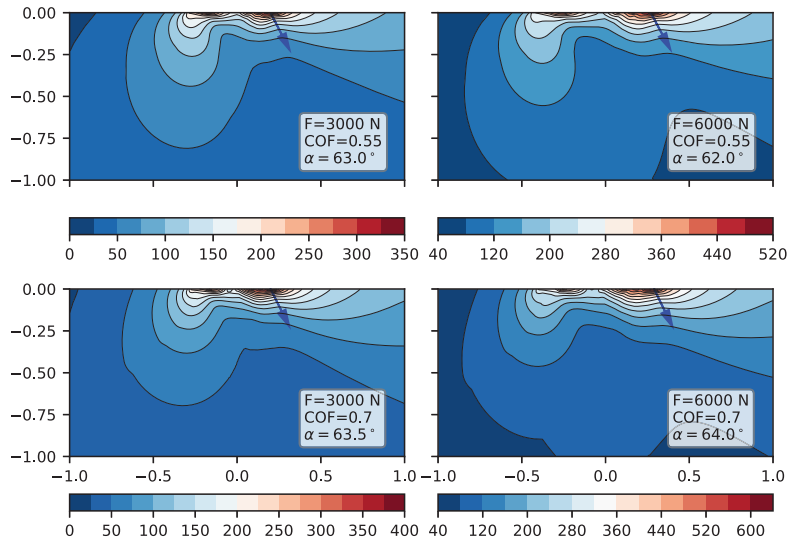 0.00
−0.25
−0.50
−0.75
−1.00
F=3000 N
COF=0.55
α = 63.0°
F=6000 N
COF=0.55
α = 62.0°
−1.0 −0.5 0.0 0.5 1.0 −1.0 −0.5 0.0 0.5 1.0
0 50 100 150 200 250 300 350
40 120 200 280 360 440 520
0.00
−0.25
−0.50
−0.75
−1.00
F=3000 N
COF=0.7
α = 63.5°
F=6000 N
COF=0.7
α = 64.0°
0 50 100 150 200 250 300 350 400
40 120 200 280 360 440 520 600